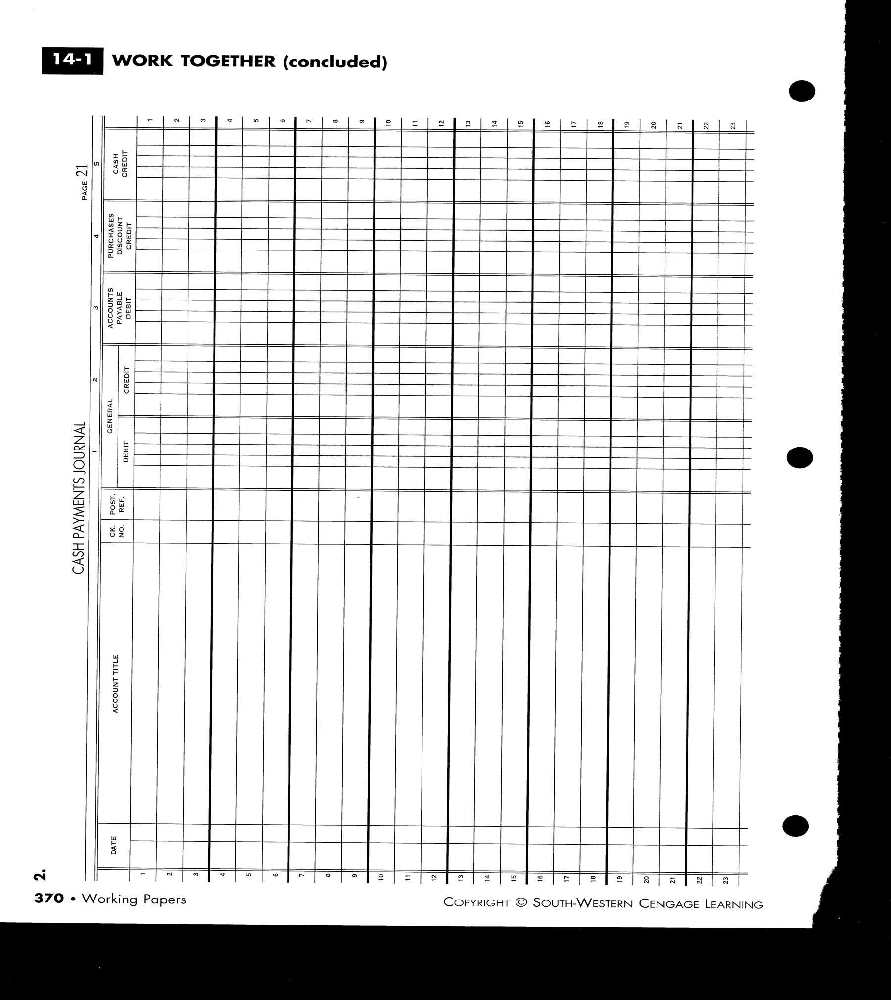 14-1 WORK TOGETHER (concluded)
2.
CASH PAYMENTS JOURNAL
PAGE 21
1 2 3 4 5
DATE
ACCOUNT TITLE
CK.
NO.
POST.
REF.
GENERAL
DEBIT
CREDIT
ACCOUNTS
PAYABLE
DEBIT
PURCHASES
DISCOUNT
CREDIT
CASH
CREDIT
1 1
2 2
3 3
4 4
5 5
6 6
7 7
8 8
9 9
10 10
11 11
12 12
13 13
14 14
15 15
16 16
17 17
18 18
19 19
20 20
21 21
22 22
23 23
370 • Working Papers
COPYRIGHT © SOUTH-WESTERN CENGAGE LEARNING